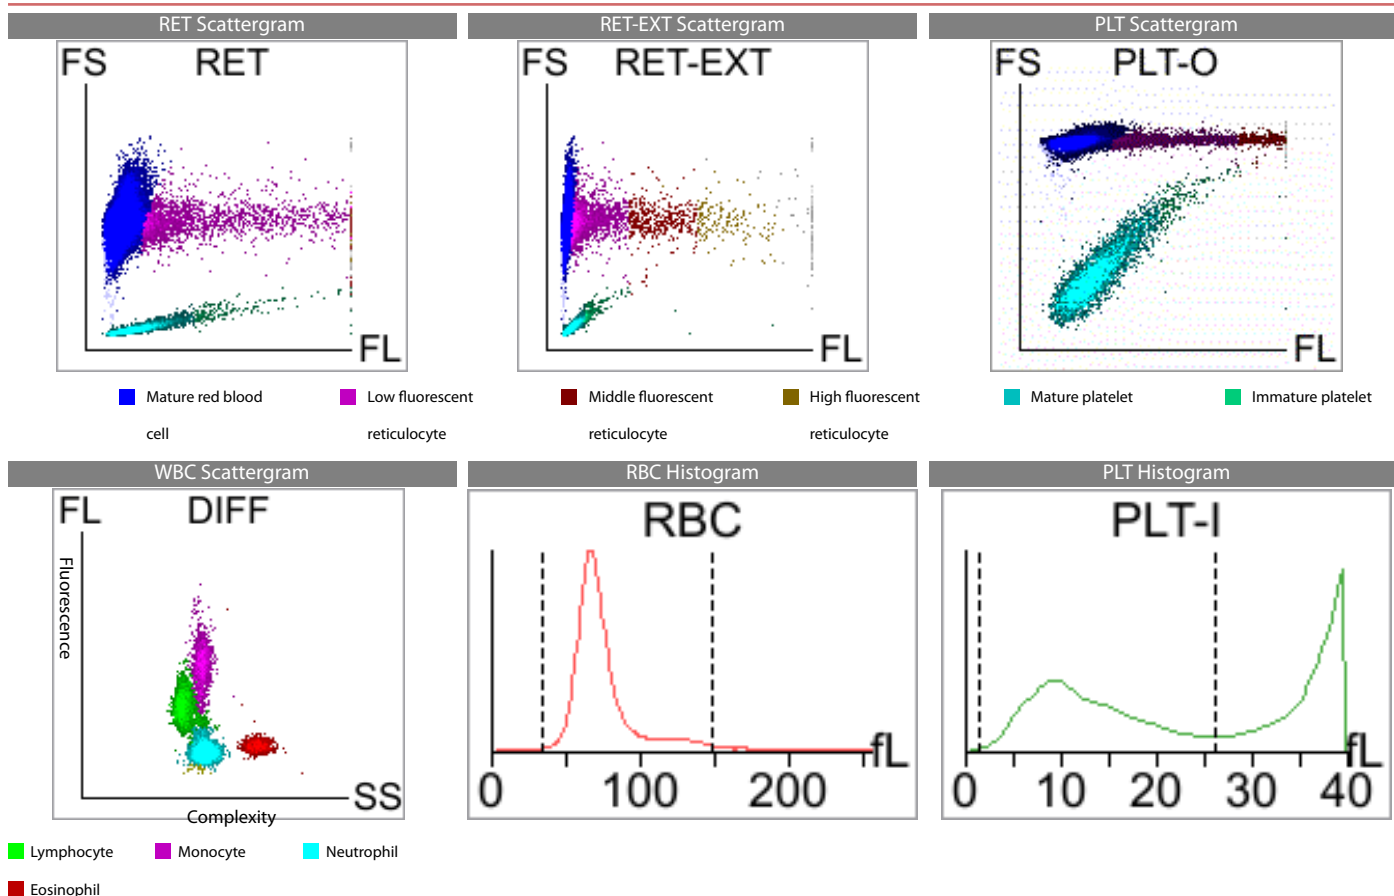 RET Scattergram
RET-EXT Scattergram
PLT Scattergram
FS RET
FL
FS RET-EXT
FL
FS PLT-O
FL
Mature red blood
cell
Low fluorescent
reticulocyte
Middle fluorescent
reticulocyte
High fluorescent
reticulocyte
Mature platelet
Immature platelet
WBC Scattergram
RBC Histogram
PLT Histogram
FL DIFF
Fluorescence
SS
Complexity
RBC
fL
0 100 200
PLT-I
fL
0 10 20 30 40
Lymphocyte
Monocyte
Neutrophil
Eosinophil